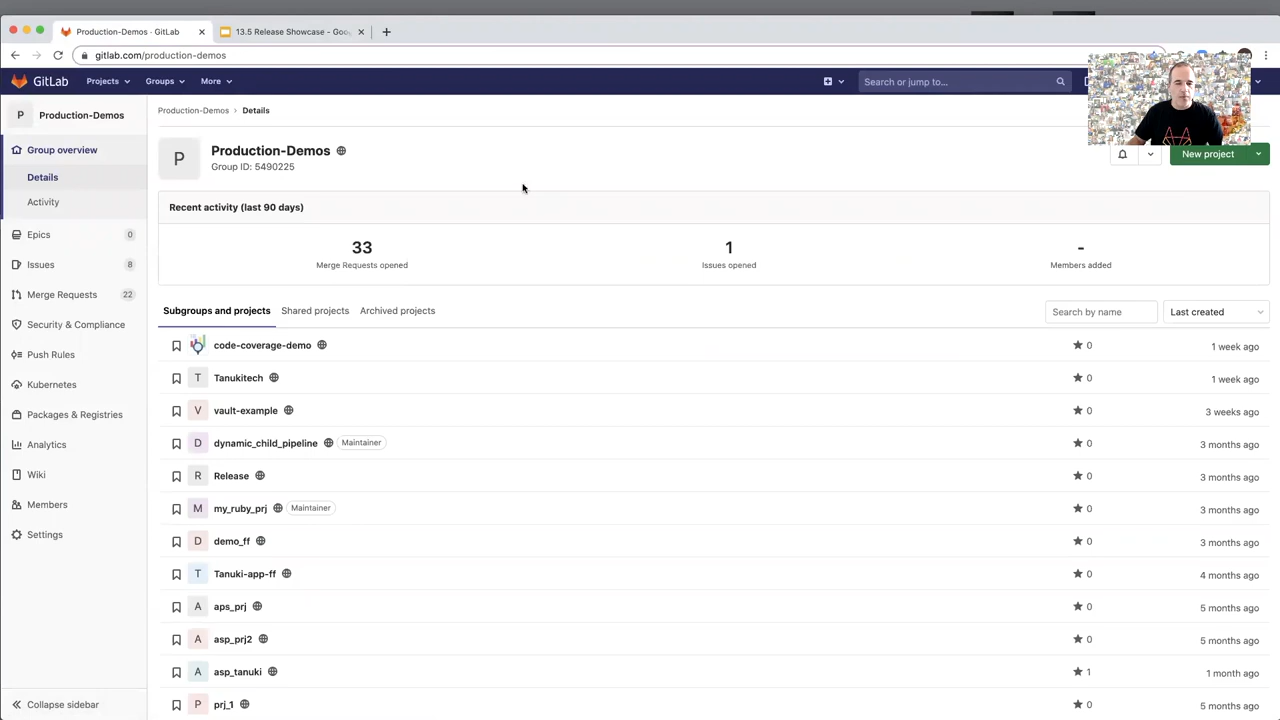 Production-Demos · GitLab
13.5 Release Showcase - Goo
gitlab.com/production-demos
GitLab Projects Groups More Search or jump to...
P Production-Demos
Production-Demos › Details
Group overview
Details
Activity
Epics 0
Issues 8
Merge Requests 22
Security & Compliance
Push Rules
Kubernetes
Packages & Registries
Analytics
Wiki
Members
Settings
Collapse sidebar
P
Production-Demos
Group ID: 5490225
New project
Recent activity (last 90 days)
33 1 -
Merge Requests opened Issues opened Members added
Subgroups and projects Shared projects Archived projects Search by name Last created
code-coverage-demo 0 1 week ago
T Tanukitech 0 1 week ago
V vault-example 0 3 weeks ago
D dynamic_child_pipeline Maintainer 0 3 months ago
R Release 0 3 months ago
M my_ruby_prj Maintainer 0 3 months ago
D demo_ff 0 3 months ago
T Tanuki-app-ff 0 4 months ago
A aps_prj 0 5 months ago
A asp_prj2 0 5 months ago
A asp_tanuki 1 1 month ago
P prj_1 0 5 months ago